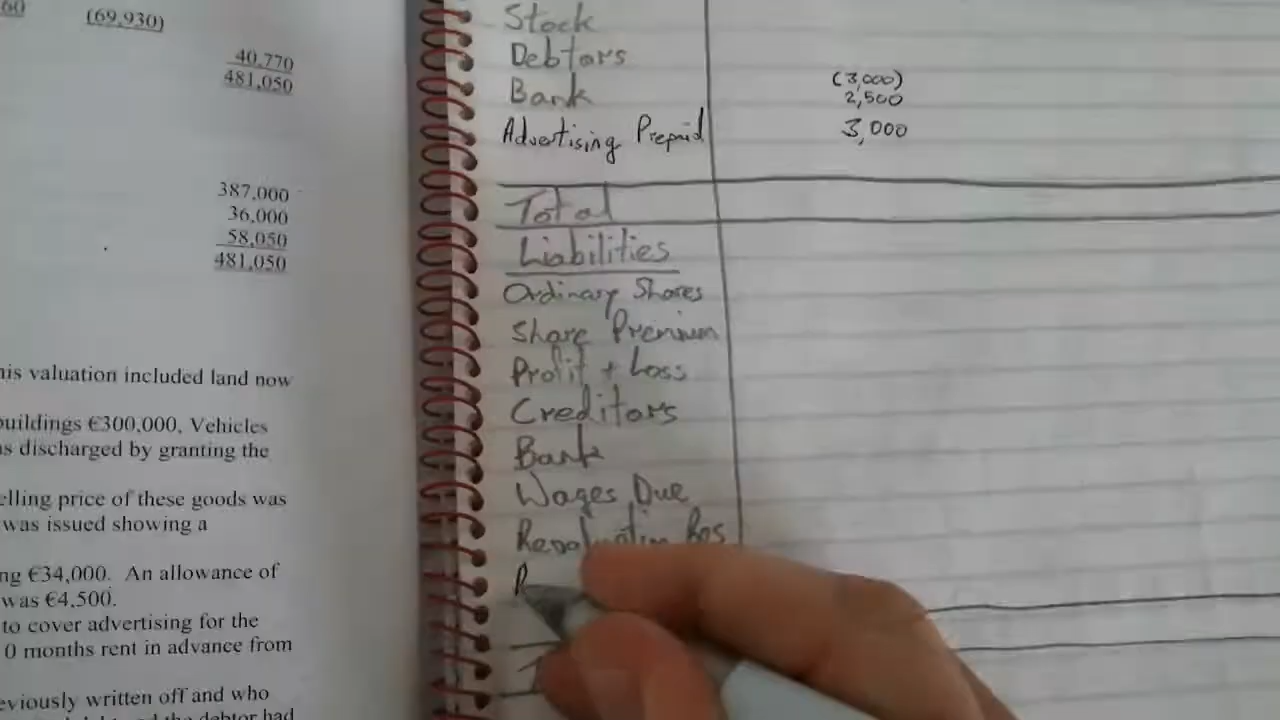 60
(69,930)
40,770
481,050
387,000
36,000
58,050
481,050
his valuation included land now
buildings €300,000, Vehicles
as discharged by granting the
elling price of these goods was
was issued showing a
ng €34,000. An allowance of
was €4,500.
to cover advertising for the
0 months rent in advance from
eviously written off and who
debtor had
Stock
Debtors
Bank (3,000)
2,500
Advertising Prepaid 3,000
Total
Liabilities
Ordinary Shares
Share Premium
Profit + Loss
Creditors
Bank
Wages Due
Revaluation Res
R